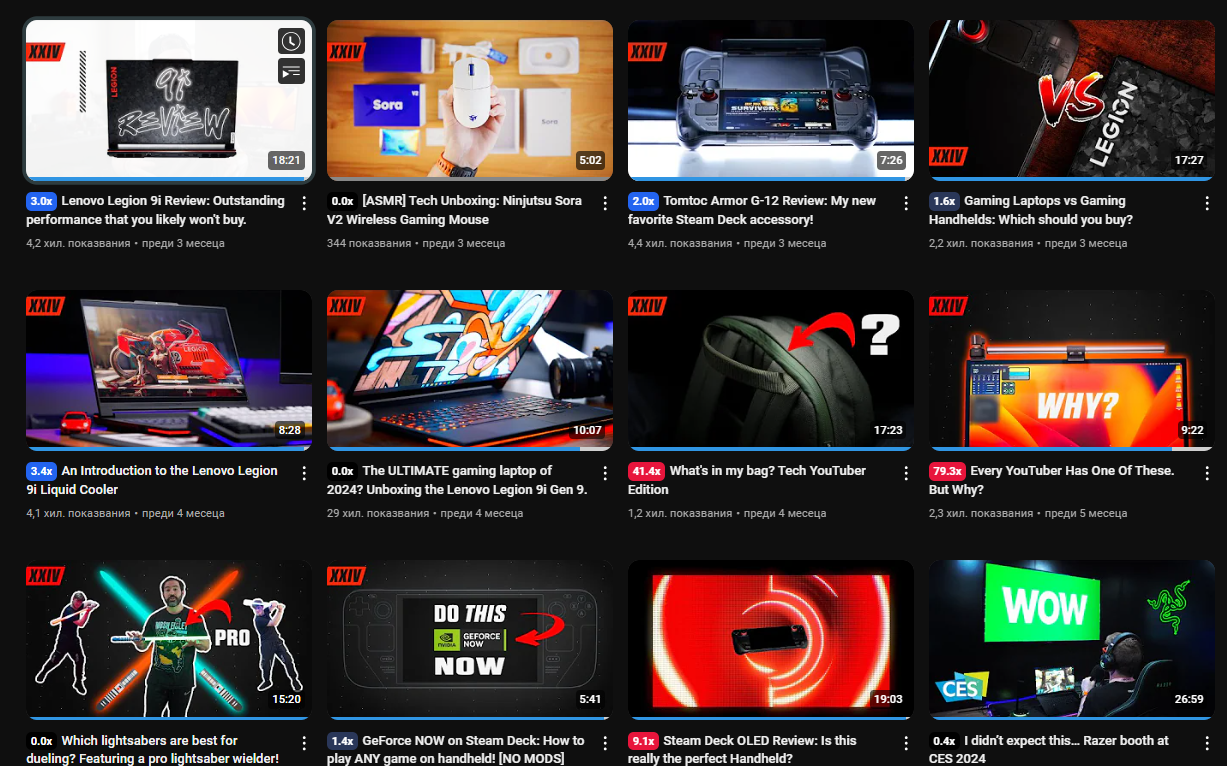 XXIV
LEGION
9i
REVIEW
18:21
XXIV
V2
Sora
Sora
5:02
XXIV
SURVIVOR
7:26
VS
LEGION
XXIV
17:27
3.0x Lenovo Legion 9i Review: Outstanding
performance that you likely won't buy.
4,2 хил. показвания • преди 3 месеца
0.0x [ASMR] Tech Unboxing: Ninjutsu Sora
V2 Wireless Gaming Mouse
344 показвания • преди 3 месеца
2.0x Tomtoc Armor G-12 Review: My new
favorite Steam Deck accessory!
4,4 хил. показвания • преди 3 месеца
1.6x Gaming Laptops vs Gaming
Handhelds: Which should you buy?
2,2 хил. показвания • преди 3 месеца
XXIV
LEGION
8:28
XXIV
10:07
XXIV
?
17:23
XXIV
WHY?
9:22
3.4x An Introduction to the Lenovo Legion
9i Liquid Cooler
4,1 хил. показвания • преди 4 месеца
0.0x The ULTIMATE gaming laptop of
2024? Unboxing the Lenovo Legion 9i Gen 9.
29 хил. показвания • преди 4 месеца
41.4x What's in my bag? Tech YouTuber
Edition
1,2 хил. показвания • преди 4 месеца
79.3x Every YouTuber Has One Of These.
But Why?
2,3 хил. показвания • преди 5 месеца
XXIV
PRO
15:20
XXIV
DO THIS
NVIDIA
GEFORCE
NOW
NOW
5:41
19:03
WOW
CES
26:59
0.0x Which lightsabers are best for
dueling? Featuring a pro lightsaber wielder!
1.4x GeForce NOW on Steam Deck: How to
play ANY game on handheld! [NO MODS]
9.1x Steam Deck OLED Review: Is this
really the perfect Handheld?
0.4x I didn't expect this... Razer booth at
CES 2024